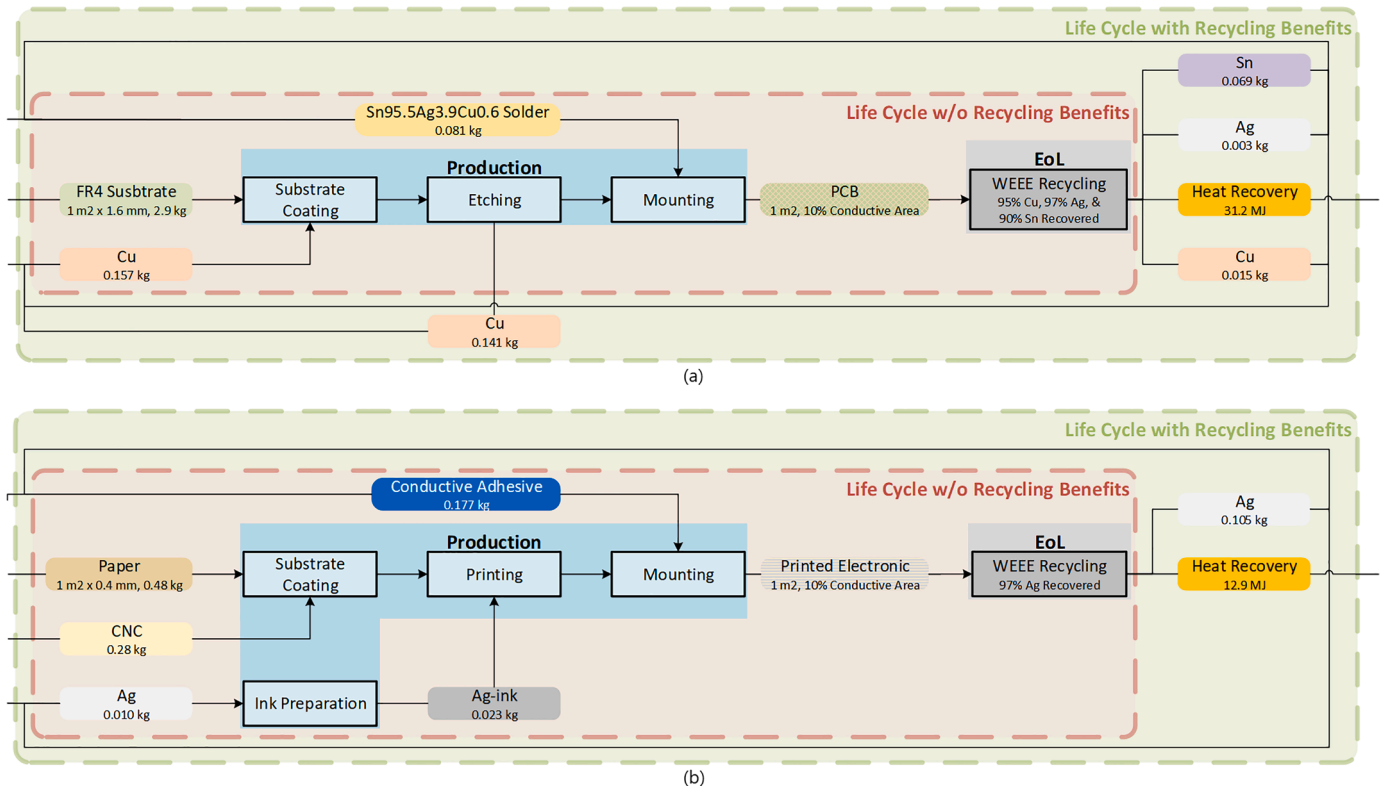 Life Cycle with Recycling Benefits
Sn
0.069 kg
Sn95.5Ag3.9Cu0.6 Solder
0.081 kg
Life Cycle w/o Recycling Benefits
Ag
0.003 kg
Production
EoL
FR4 Susbtrate
1 m2 x 1.6 mm, 2.9 kg
Substrate
Coating
Etching
Mounting
PCB
1 m2, 10% Conductive Area
WEEE Recycling
95% Cu, 97% Ag, &
90% Sn Recovered
Heat Recovery
31.2 MJ
Cu
0.157 kg
Cu
0.015 kg
Cu
0.141 kg
(a)
Life Cycle with Recycling Benefits
Conductive Adhesive
0.177 kg
Life Cycle w/o Recycling Benefits
Ag
0.105 kg
Production
EoL
Paper
1 m2 x 0.4 mm, 0.48 kg
Substrate
Coating
Printing
Mounting
Printed Electronic
1 m2, 10% Conductive Area
WEEE Recycling
97% Ag Recovered
Heat Recovery
12.9 MJ
CNC
0.28 kg
Ag
0.010 kg
Ink Preparation
Ag-ink
0.023 kg
(b)